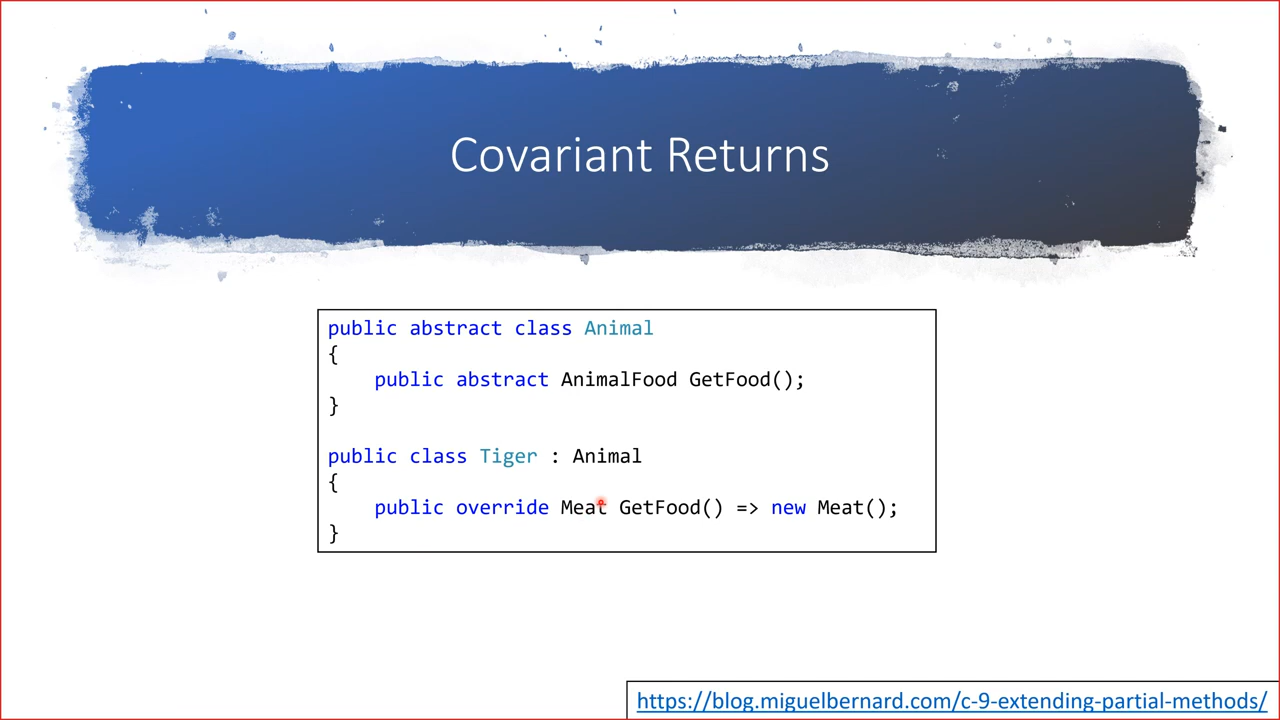 Covariant Returns
public abstract class Animal
{
    public abstract AnimalFood GetFood();
}
public class Tiger : Animal
{
    public override Meat GetFood() => new Meat();
}
https://blog.miguelbernard.com/c-9-extending-partial-methods/